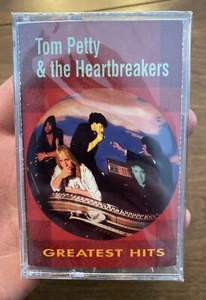 Tom Petty
& the Heartbreakers
GREATEST HITS